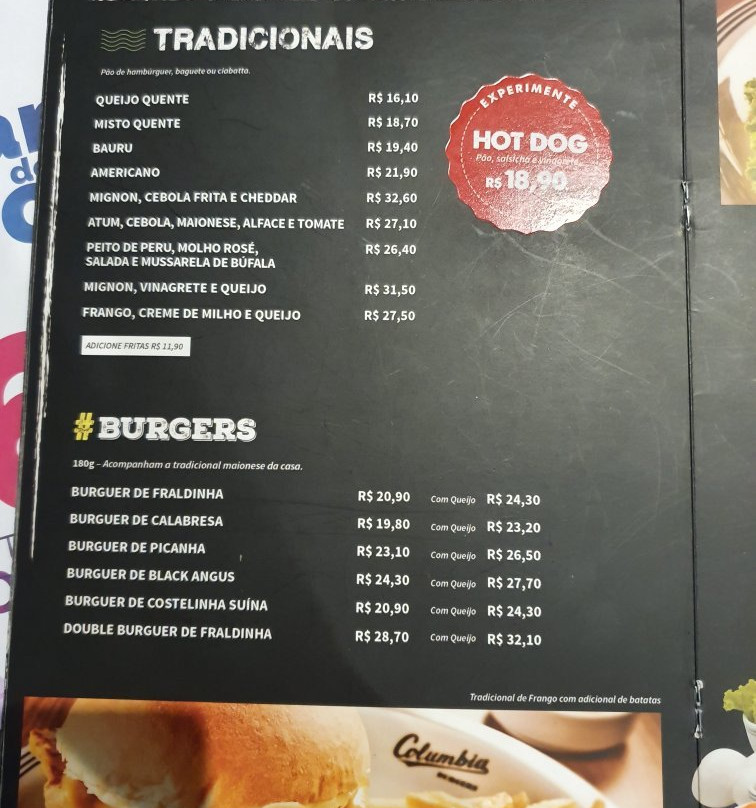 TRADICIONAIS
Pão de hambúrguer, baguete ou ciabatta.
QUEIJO QUENTE R$ 16,10
MISTO QUENTE R$ 18,70
BAURU R$ 19,40
AMERICANO R$ 21,90
MIGNON, CEBOLA FRITA E CHEDDAR R$ 32,60
ATUM, CEBOLA, MAIONESE, ALFACE E TOMATE R$ 27,10
PEITO DE PERU, MOLHO ROSÉ, R$ 26,40
SALADA E MUSSARELA DE BÚFALA
MIGNON, VINAGRETE E QUEIJO R$ 31,50
FRANGO, CREME DE MILHO E QUEIJO R$ 27,50
ADICIONE FRITAS R$ 11,90
EXPERIMENTE
HOT DOG
Pão, salsicha e vinagrete
R$ 18,90
#BURGERS
180g – Acompanham a tradicional maionese da casa.
BURGUER DE FRALDINHA R$ 20,90 Com Queijo R$ 24,30
BURGUER DE CALABRESA R$ 19,80 Com Queijo R$ 23,20
BURGUER DE PICANHA R$ 23,10 Com Queijo R$ 26,50
BURGUER DE BLACK ANGUS R$ 24,30 Com Queijo R$ 27,70
BURGUER DE COSTELINHA SUÍNA R$ 20,90 Com Queijo R$ 24,30
DOUBLE BURGUER DE FRALDINHA R$ 28,70 Com Queijo R$ 32,10
Tradicional de Frango com adicional de batatas
Columbia
BURGERS